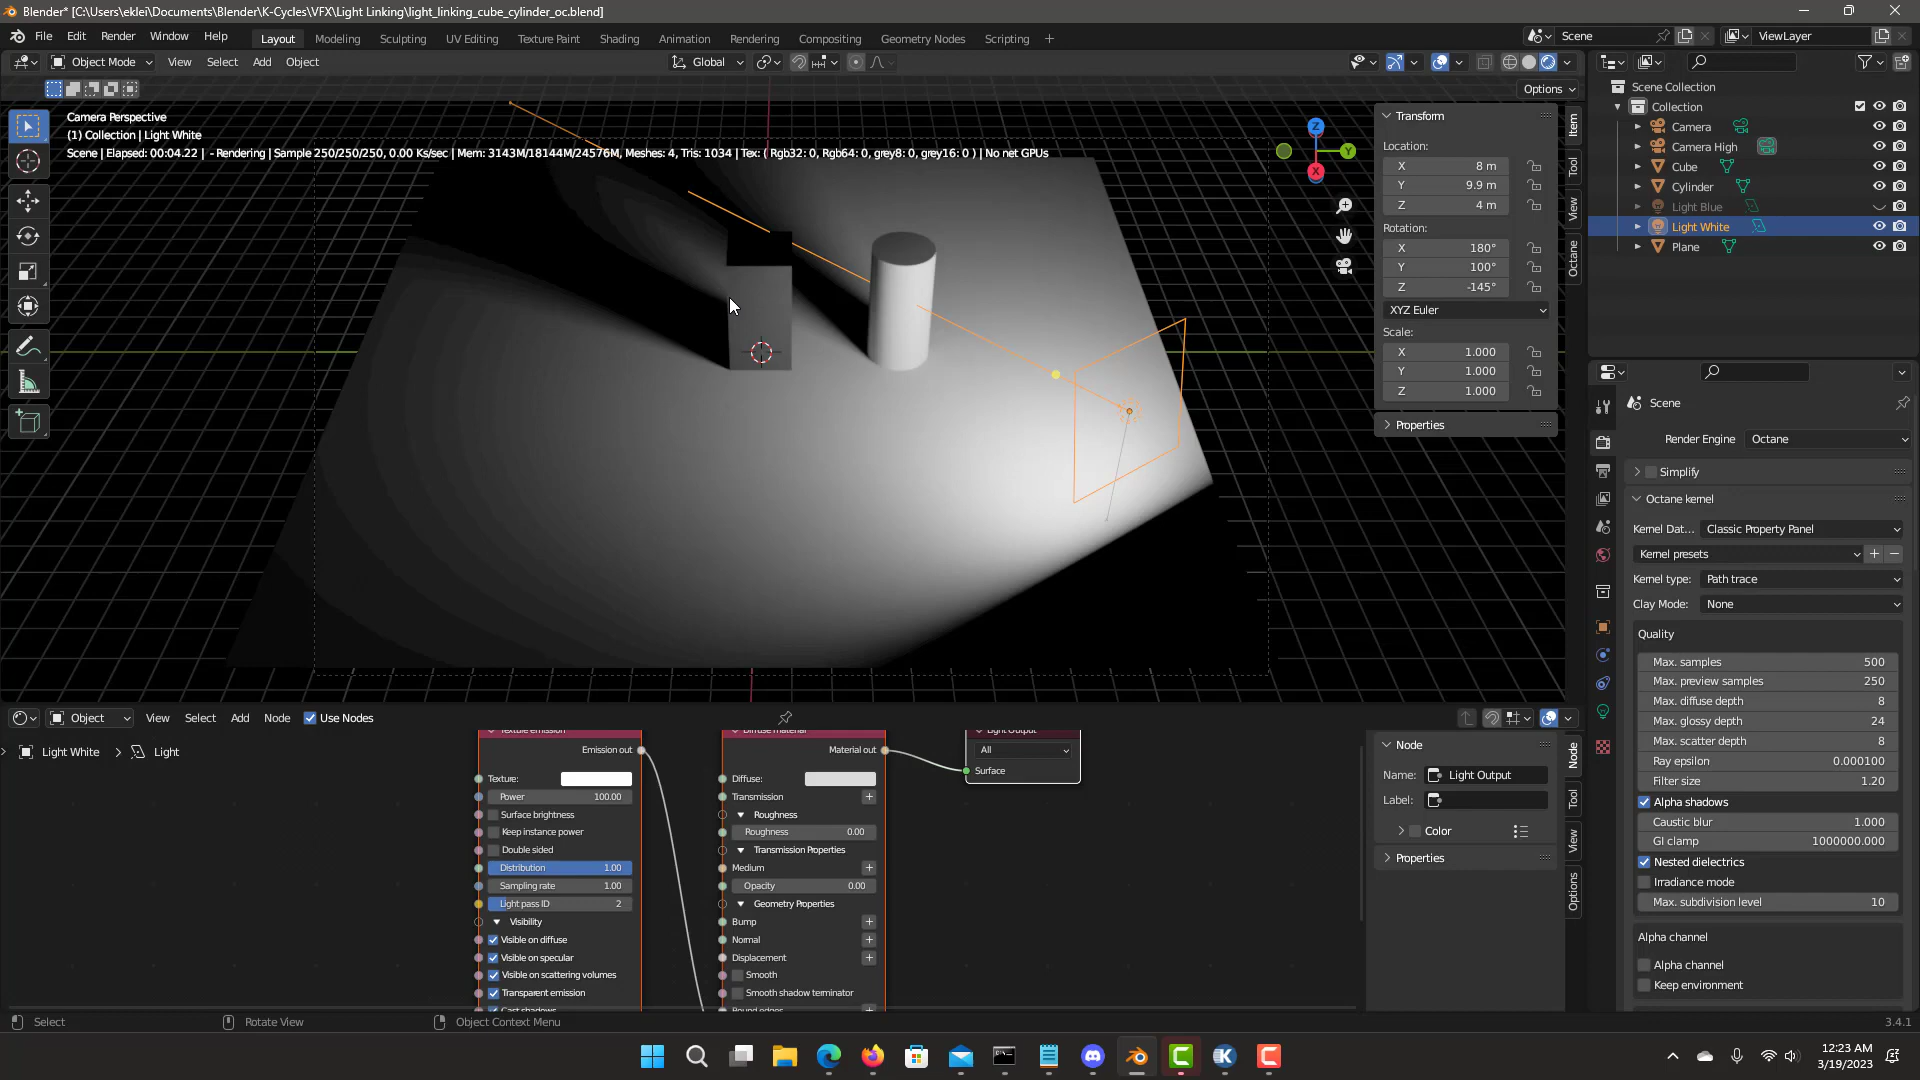 Blender* [C:\Users\eklei\Documents\Blender\K-Cycles\VFX\Light Linking\light_linking_cube_cylinder_oc.blend]
File Edit Render Window Help Layout Modeling Sculpting UV Editing Texture Paint Shading Animation Rendering Compositing Geometry Nodes Scripting +
Scene ViewLayer
Object Mode View Select Add Object Global
Options
Camera Perspective
(1) Collection | Light White
Scene | Elapsed: 00:04.22 | - Rendering | Sample 250/250/250, 0.00 Ks/sec | Mem: 3143M/18144M/24576M, Meshes: 4, Tris: 1034 | Tex: ( Rgb32: 0, Rgb64: 0, grey8: 0, grey16: 0 ) | No net GPUs
Z
Y
X
Transform
Location:
X 8 m
Y 9.9 m
Z 4 m
Rotation:
X 180°
Y 100°
Z -145°
XYZ Euler
Scale:
X 1.000
Y 1.000
Z 1.000
Properties
Item
Tool
View
Octane
Scene Collection
Collection
Camera
Camera High
Cube
Cylinder
Light Blue
Light White
Plane
Scene
Render Engine Octane
Simplify
Octane kernel
Kernel Dat... Classic Property Panel
Kernel presets
Kernel type: Path trace
Clay Mode: None
Quality
Max. samples 500
Max. preview samples 250
Max. diffuse depth 8
Max. glossy depth 24
Max. scatter depth 8
Ray epsilon 0.000100
Filter size 1.20
Alpha shadows
Caustic blur 1.000
GI clamp 1000000.000
Nested dielectrics
Irradiance mode
Max. subdivision level 10
Alpha channel
Alpha channel
Keep environment
Object View Select Add Node Use Nodes
Light White > Light
Texture emission
Emission out
Texture:
Power 100.00
Surface brightness
Keep instance power
Double sided
Distribution 1.00
Sampling rate 1.00
Light pass ID 2
Visibility
Visible on diffuse
Visible on specular
Visible on scattering volumes
Transparent emission
Cast shadows
Diffuse material
Material out
Diffuse:
Transmission
Roughness
Roughness 0.00
Transmission Properties
Medium
Opacity 0.00
Geometry Properties
Bump
Normal
Displacement
Smooth
Smooth shadow terminator
Round edges
Light Output
All
Surface
Node
Name: Light Output
Label:
Color
Properties
Node
Tool
View
Options
Select Rotate View Object Context Menu 3.4.1
12:23 AM
3/19/2023